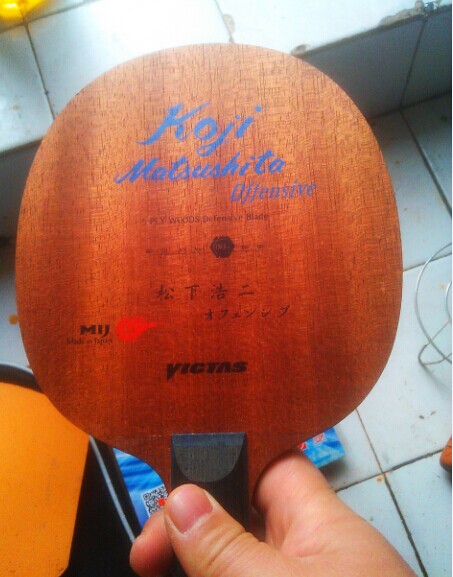 Koji
Matsushita
Offensive
5 PLY WOODS Defensive Blade
松下浩二
オフェンシブ
MIJ
Made in Japan
VICTAS